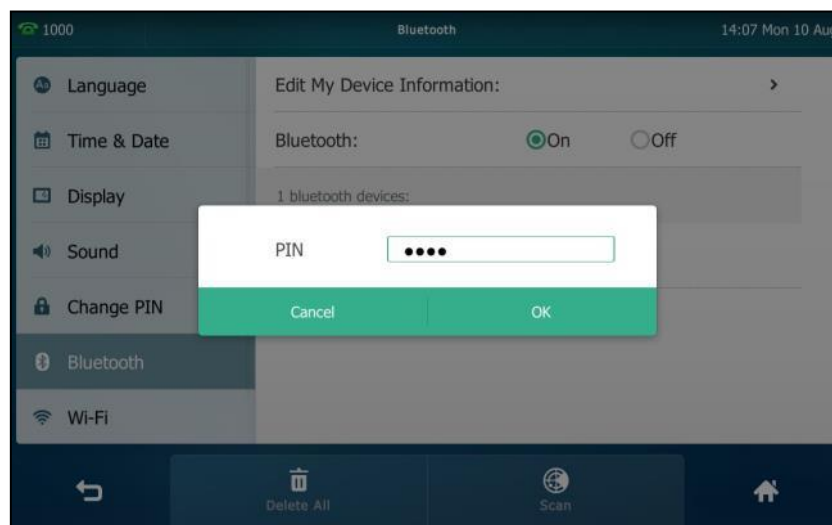 1000 Bluetooth 14:07 Mon 10 Aug
Language
Time & Date
Display
Sound
Change PIN
Bluetooth
Wi-Fi
Edit My Device Information:
Bluetooth: On Off
1 bluetooth devices:
PIN ••••
Cancel OK
Delete All Scan